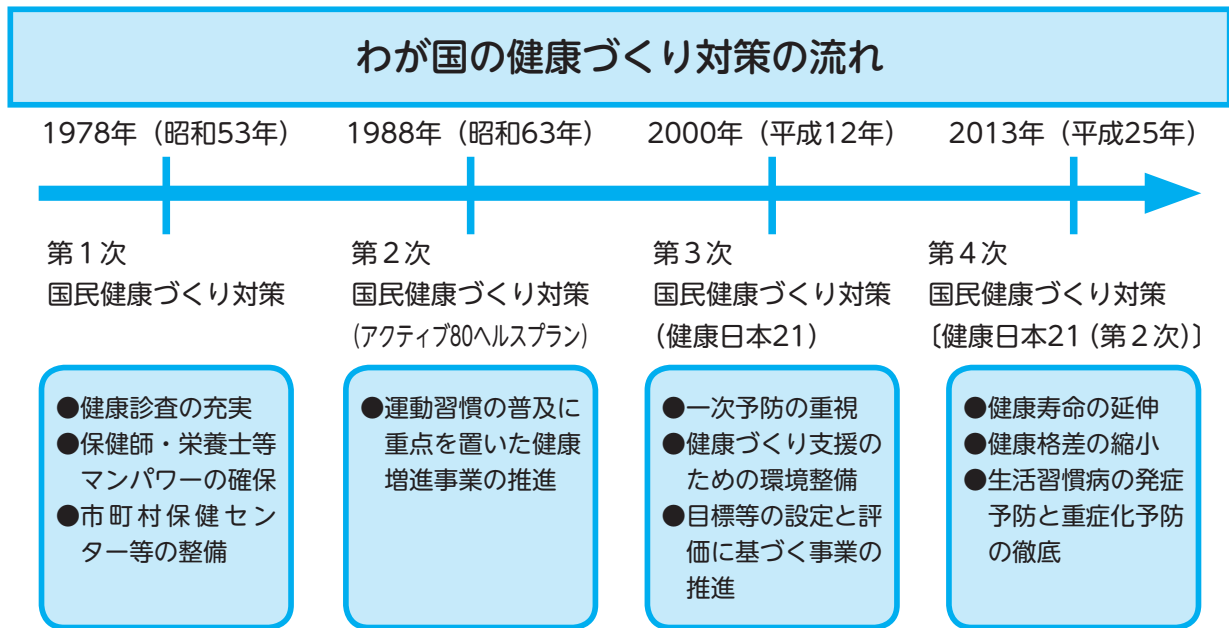 わが国の健康づくり対策の流れ
1978年（昭和53年）
1988年（昭和63年）
2000年（平成12年）
2013年（平成25年）
第１次
国民健康づくり対策
第２次
国民健康づくり対策
（アクティブ80ヘルスプラン）
第３次
国民健康づくり対策
（健康日本21）
第４次
国民健康づくり対策
〔健康日本21（第２次）〕
●健康診査の充実
●保健師・栄養士等
マンパワーの確保
●市町村保健セン
ター等の整備
●運動習慣の普及に
重点を置いた健康
増進事業の推進
●一次予防の重視
●健康づくり支援の
ための環境整備
●目標等の設定と評
価に基づく事業の
推進
●健康寿命の延伸
●健康格差の縮小
●生活習慣病の発症
予防と重症化予防
の徹底